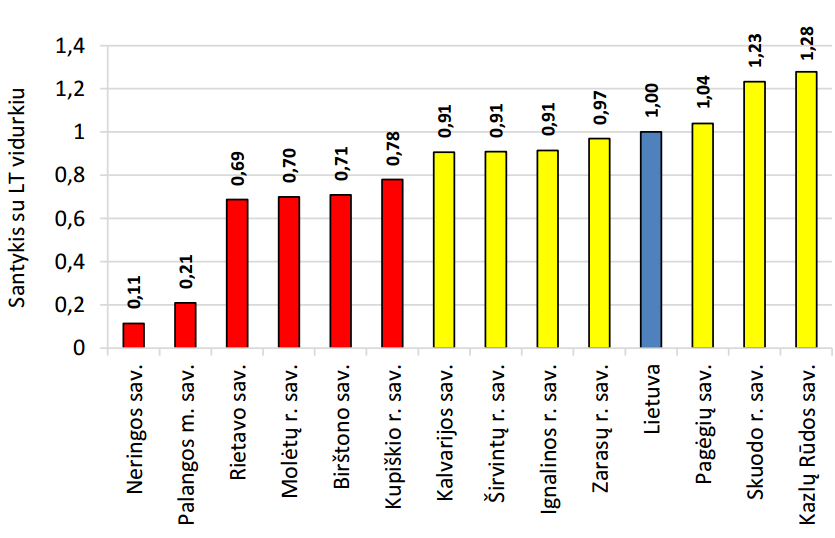 Santykis su LT vidurkiu
1,4
1,2
1
0,8
0,6
0,4
0,2
0
0,11
0,21
0,69
0,70
0,71
0,78
0,91
0,91
0,91
0,97
1,00
1,04
1,23
1,28
Neringos sav.
Palangos m. sav.
Rietavo sav.
Molėtų r. sav.
Birštono sav.
Kupiškio r. sav.
Kalvarijos sav.
Širvintų r. sav.
Ignalinos r. sav.
Zarasų r. sav.
Lietuva
Pagėgių sav.
Skuodo r. sav.
Kazlų Rūdos sav.